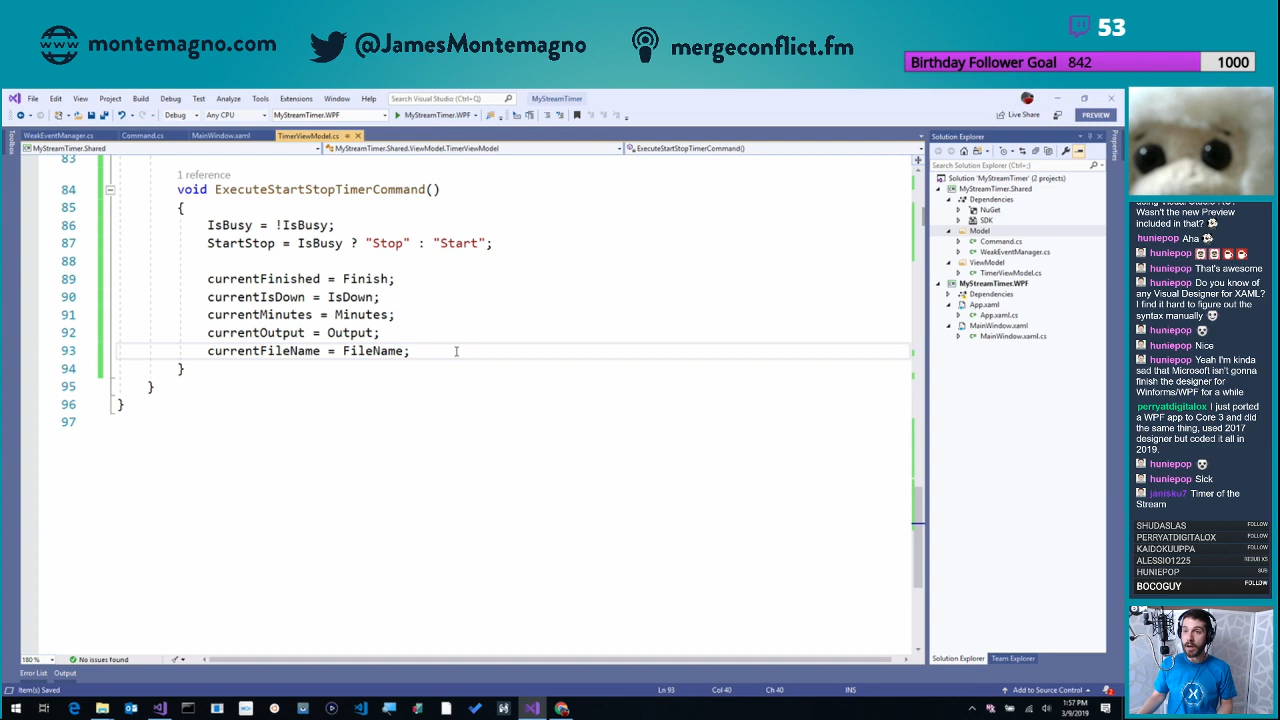 montemagno.com
@JamesMontemagno
mergeconflict.fm
53
Birthday Follower Goal 842
1000
File Edit View Project Build Debug Test Analyze Tools Extensions Window Help
Search Visual Studio (Ctrl+Q)
MyStreamTimer
Debug Any CPU MyStreamTimer.WPF MyStreamTimer.WPF
Live Share PREVIEW
WeakEventManager.cs Command.cs MainWindow.xaml TimerViewModel.cs
MyStreamTimer.Shared MyStreamTimer.Shared.ViewModel.TimerViewModel ExecuteStartStopTimerCommand()
Toolbox
83
1 reference
84 void ExecuteStartStopTimerCommand()
85 {
86 IsBusy = !IsBusy;
87 StartStop = IsBusy ? "Stop" : "Start";
88
89 currentFinished = Finish;
90 currentIsDown = IsDown;
91 currentMinutes = Minutes;
92 currentOutput = Output;
93 currentFileName = FileName;
94 }
95 }
96 }
97
180 % No issues found
Error List Output
Item(s) Saved Ln 93 Col 40 Ch 40 INS Add to Source Control 2
Solution Explorer
Search Solution Explorer (Ctrl+;)
Solution 'MyStreamTimer' (2 projects)
MyStreamTimer.Shared
Dependencies
NuGet
SDK
Model
Command.cs
WeakEventManager.cs
ViewModel
TimerViewModel.cs
MyStreamTimer.WPF
Dependencies
App.xaml
App.xaml.cs
MainWindow.xaml
MainWindow.xaml.cs
Solution Explorer Team Explorer
Properties
Wasn't the new Preview
included in that?
huniepop: Aha
huniepop:
huniepop: That's awesome
huniepop: Do you know of
any Visual Designer for XAML?
I find it hard to figure out the
syntax manually
huniepop:
huniepop: Nice
huniepop: Yeah I'm kinda
sad that Microsoft isn't gonna
finish the designer for
Winforms/WPF for a while
perryatdigitalox: I just ported
a WPF app to Core 3 and did
the same thing, used 2017
designer but coded it all in
2019.
huniepop:
huniepop: Sick
janisku7: Timer of the
Stream
SHUDASLAS FOLLOW
PERRYATDIGITALOX FOLLOW
KAIDOKUUPPA FOLLOW
ALESSIO1225
HUNIEPOP SUB
BOCOGUY FOLLOW
1:57 PM
3/9/2019